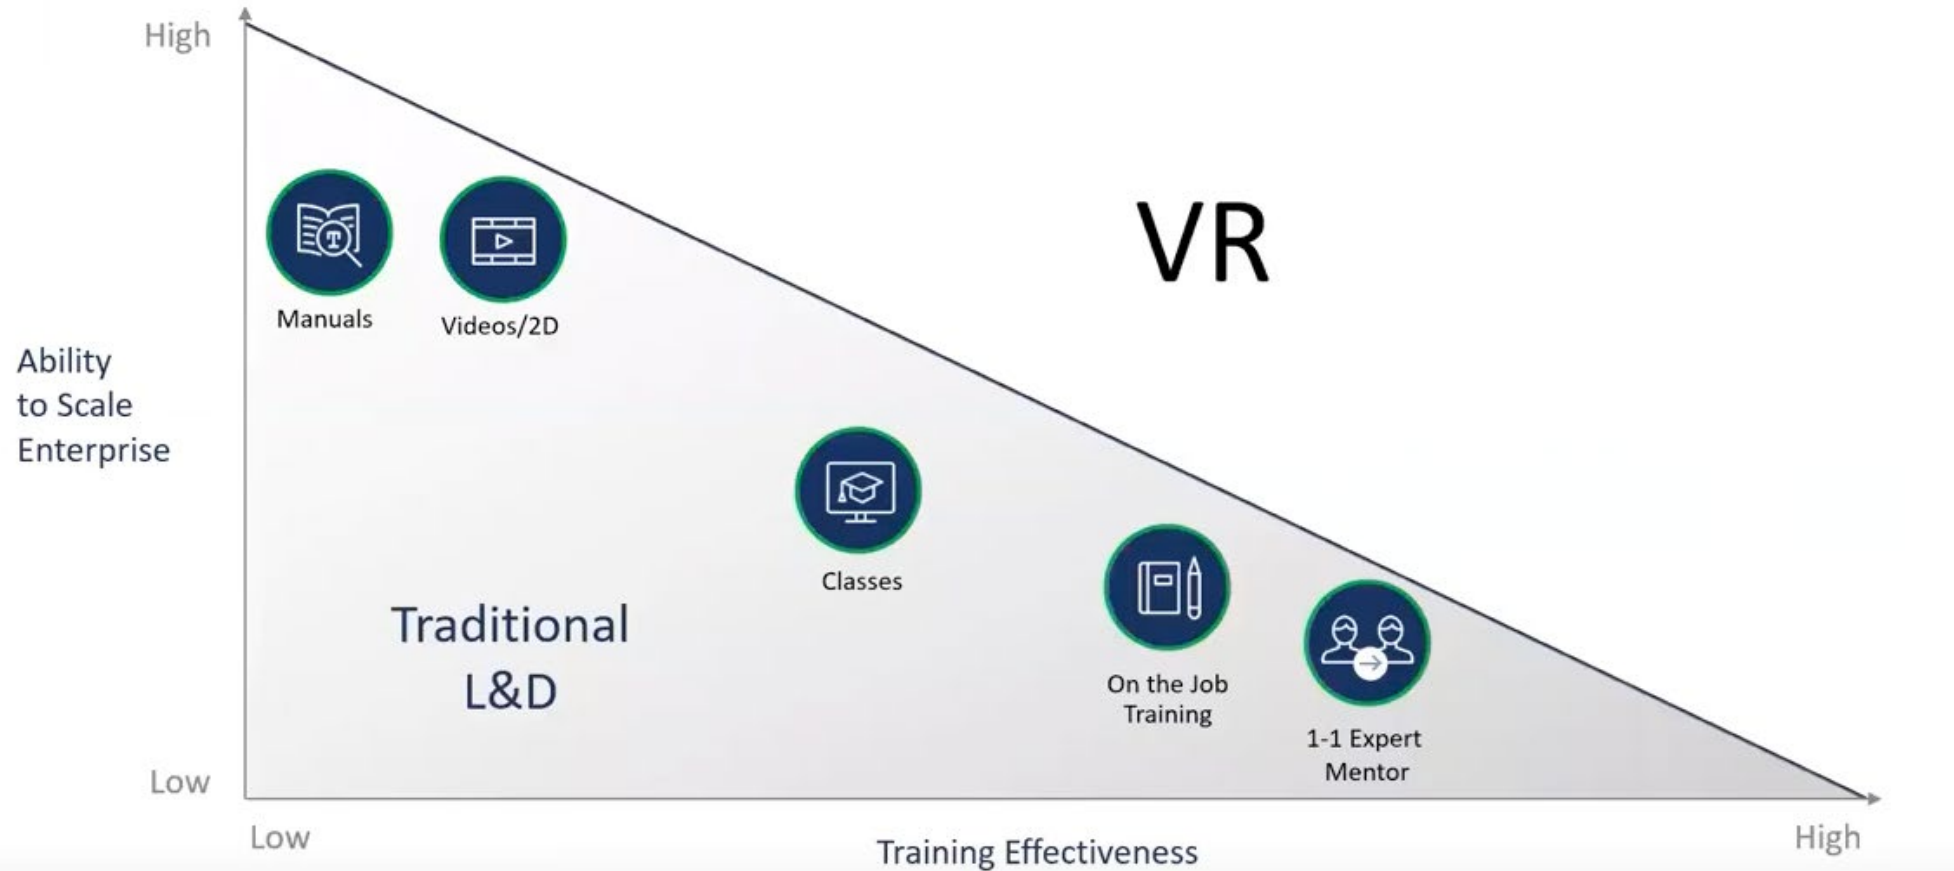 High
VR
Manuals
Videos/2D
Ability
to Scale
Enterprise
Classes
Traditional
L&D
On the Job
Training
1-1 Expert
Mentor
Low
Low
Training Effectiveness
High
T